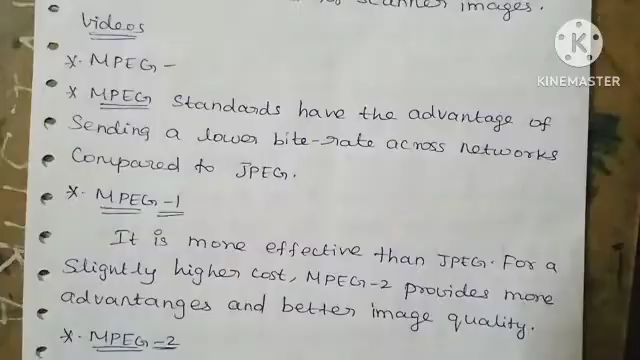 scanner images.
Videos
*. MPEG -
* MPEG standards have the advantage of
Sending a lower bite-rate across networks
Compared to JPEG.
*. MPEG-1
It is more effective than JPEG. For a
Slightly higher cost, MPEG-2 provides more
advantanges and better image quality.
*. MPEG-2
KINEMASTER